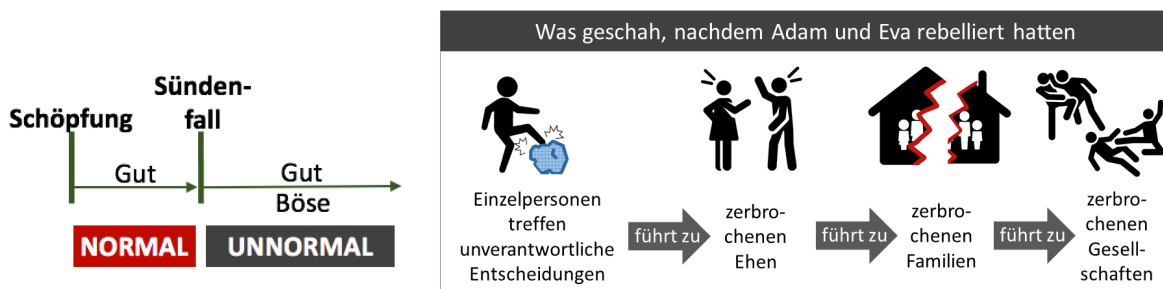 Schöpfung
Sünden-
fall
Gut
Gut
Böse
NORMAL
UNNORMAL
Was geschah, nachdem Adam und Eva rebelliert hatten
Einzelpersonen
treffen
unverantwortliche
Entscheidungen
führt zu
zerbro-
chenen
Ehen
führt zu
zerbro-
chenen
Familien
führt zu
zerbro-
chenen
Gesell-
schaften